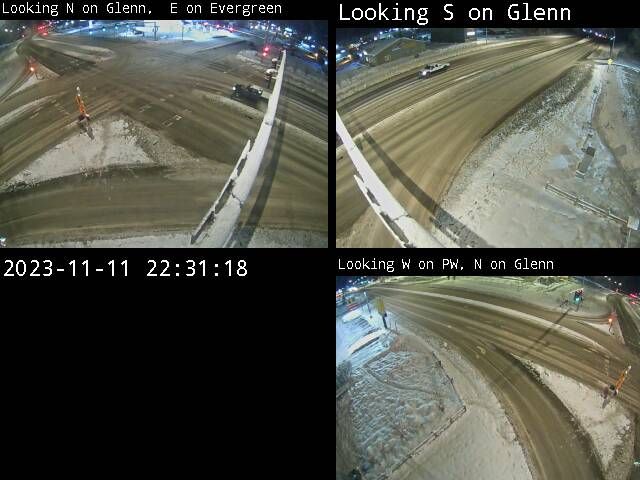 Looking N on Glenn,  E on Evergreen
Looking S on Glenn
2023-11-11 22:31:18
Looking W on PW, N on Glenn